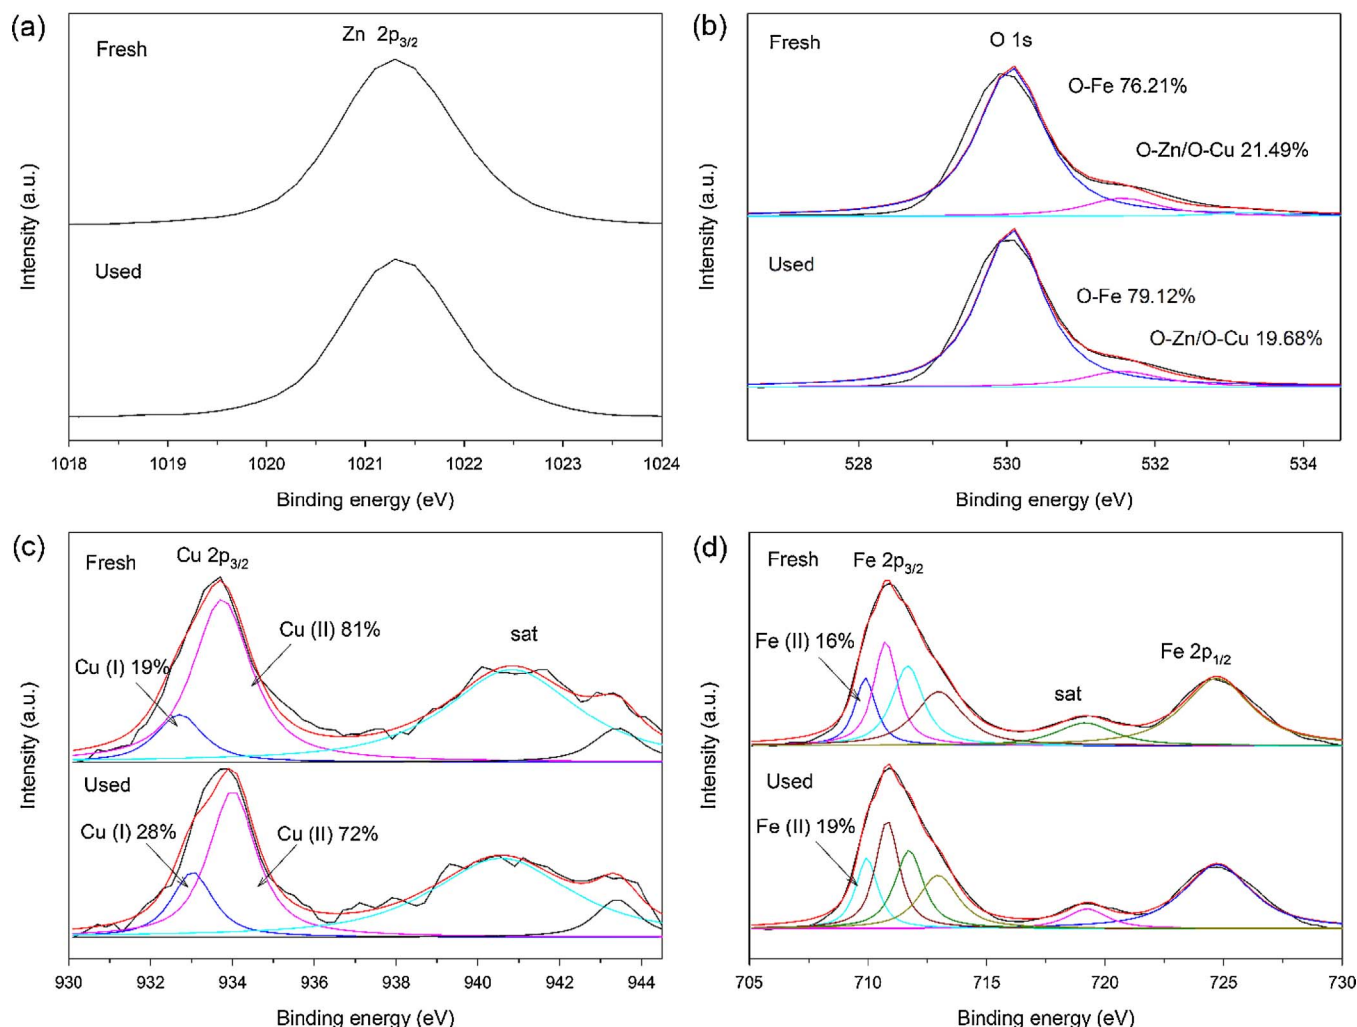 (a)
Fresh
Zn 2p3/2
Used
Intensity (a.u.)
1018 1019 1020 1021 1022 1023 1024
Binding energy (eV)
(b)
Fresh
O 1s
O-Fe 76.21%
O-Zn/O-Cu 21.49%
Used
O-Fe 79.12%
O-Zn/O-Cu 19.68%
Intensity (a.u.)
528 530 532 534
Binding energy (eV)
(c)
Fresh
Cu 2p3/2
Cu (II) 81%
Cu (I) 19%
sat
Used
Cu (I) 28%
Cu (II) 72%
Intensity (a.u.)
930 932 934 936 938 940 942 944
Binding energy (eV)
(d)
Fresh
Fe 2p3/2
Fe (II) 16%
Fe 2p1/2
sat
Used
Fe (II) 19%
Intensity (a.u.)
705 710 715 720 725 730
Binding energy (eV)